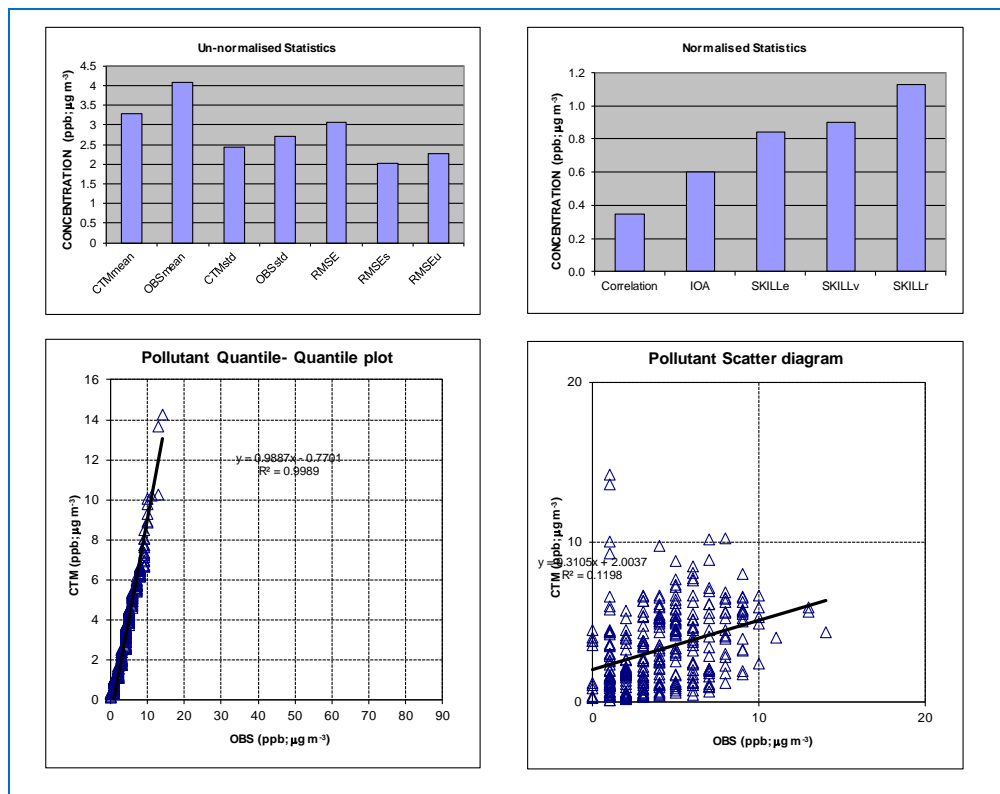 Un-normalised Statistics
CONCENTRATION (ppb; µg m-3)
4.5
4
3.5
3
2.5
2
1.5
1
0.5
0
CTMmean
OBSmean
CTMstd
OBSstd
RMSE
RMSEs
RMSEu
Normalised Statistics
CONCENTRATION (ppb; µg m-3)
1.2
1.0
0.8
0.6
0.4
0.2
0.0
Correlation IOA SKILLe SKILLv SKILLr
Pollutant Quantile- Quantile plot
CTM (ppb; µg m-3)
16
14
12
10
8
6
4
2
0
y = 0.9887x - 0.7701
R² = 0.9989
0 10 20 30 40 50 60 70 80 90
OBS (ppb; µg m-3)
Pollutant Scatter diagram
CTM (ppb; µg m-3)
20
10
0
y = 0.3105x + 2.0037
R² = 0.1198
0 10 20
OBS (ppb; µg m-3)